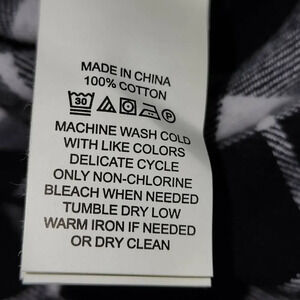 MADE IN CHINA
100% COTTON
30 P
MACHINE WASH COLD
WITH LIKE COLORS
DELICATE CYCLE
ONLY NON-CHLORINE
BLEACH WHEN NEEDED
TUMBLE DRY LOW
WARM IRON IF NEEDED
OR DRY CLEAN